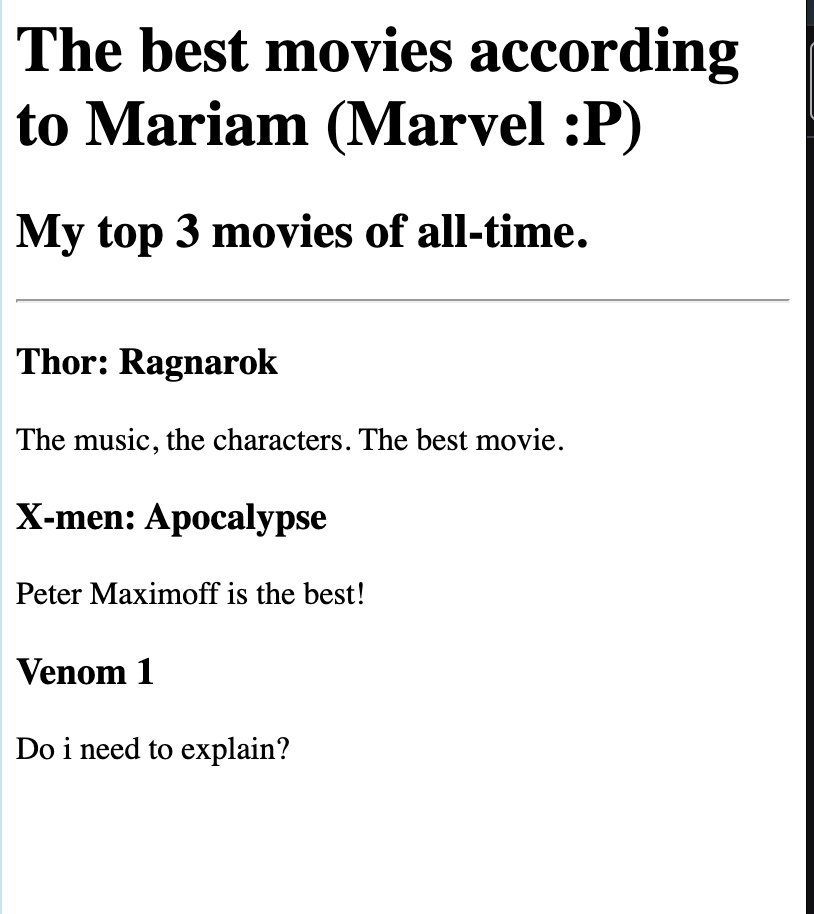 The best movies according
to Mariam (Marvel :P)
My top 3 movies of all-time.
Thor: Ragnarok
The music, the characters. The best movie.
X-men: Apocalypse
Peter Maximoff is the best!
Venom 1
Do i need to explain?